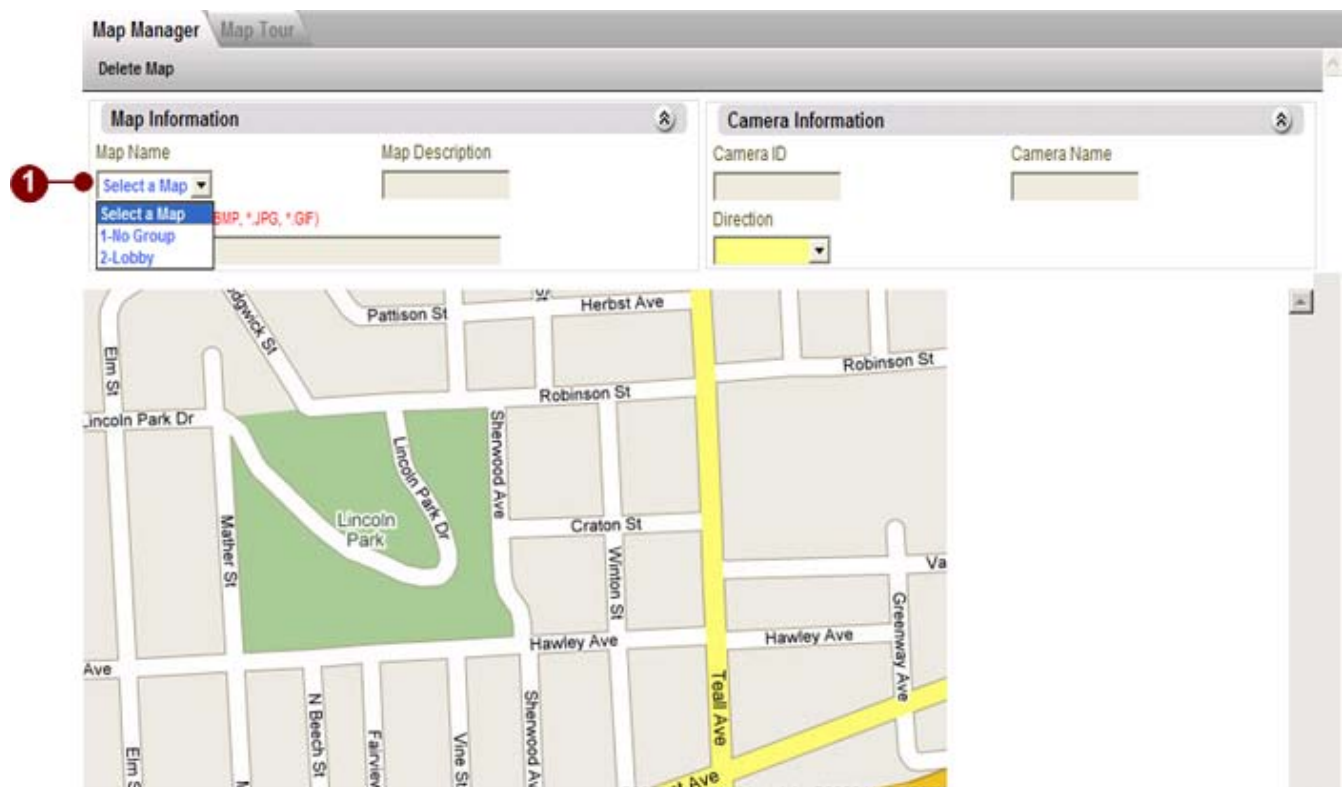 Map Manager Map Tour
Delete Map
Map Information
Camera Information
Map Name Map Description
Camera ID Camera Name
1
Select a Map
Select a Map
BMP, *.JPG, *.GIF)
1-No Group
2-Lobby
Direction
Pattison St
Herbst Ave
Elm St
Robinson St
Robinson St
Lincoln Park Dr
Sherwood Ave
Lincoln Park Dr
Lincoln
Park
Craton St
Mather St
Winton St
Greenway Ave
Hawley Ave
Hawley Ave
Ave
Teall Ave
N Beech St
Sherwood Av
Fairview
Vine St
Elm S
Ave